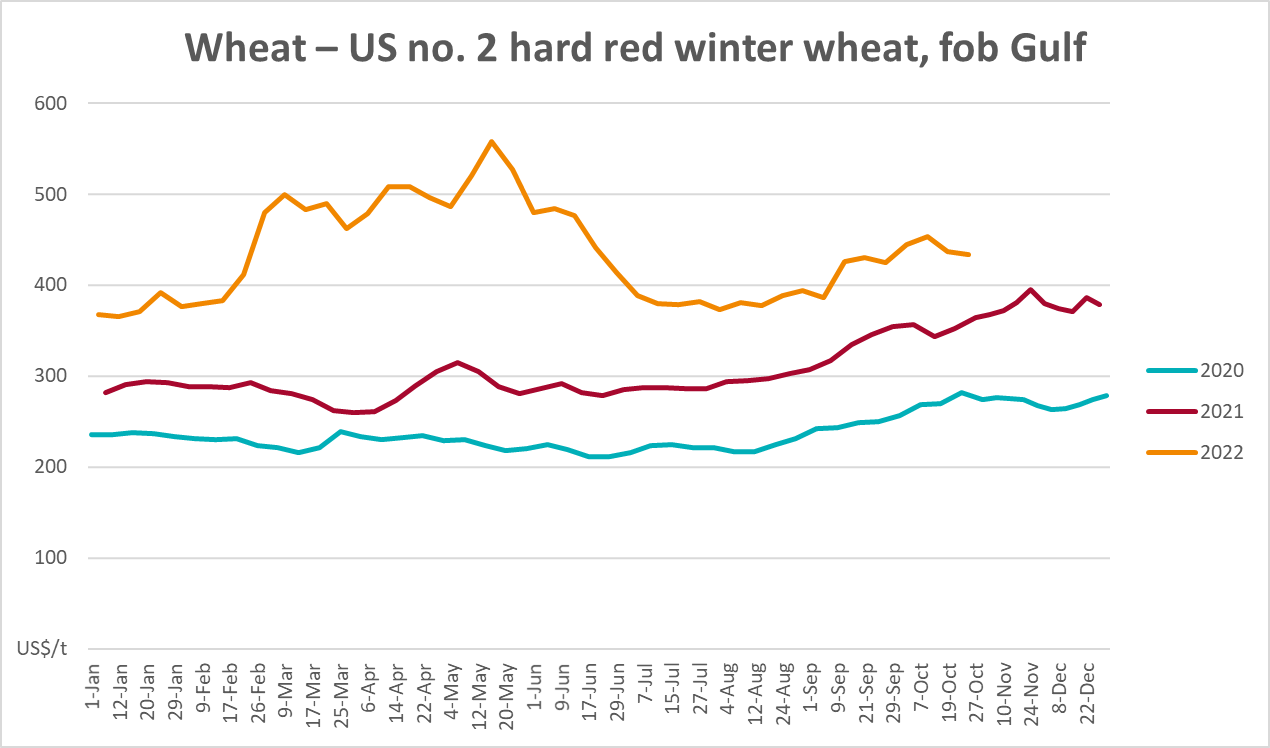 Wheat – US no. 2 hard red winter wheat, fob Gulf
600
500
400
300
200
100
US$/t
2020
2021
2022
1-Jan
12-Jan
20-Jan
29-Jan
9-Feb
17-Feb
26-Feb
9-Mar
17-Mar
25-Mar
6-Apr
14-Apr
22-Apr
4-May
12-May
20-May
1-Jun
9-Jun
17-Jun
29-Jun
7-Jul
15-Jul
27-Jul
4-Aug
12-Aug
24-Aug
1-Sep
9-Sep
21-Sep
29-Sep
7-Oct
19-Oct
27-Oct
10-Nov
24-Nov
8-Dec
22-Dec